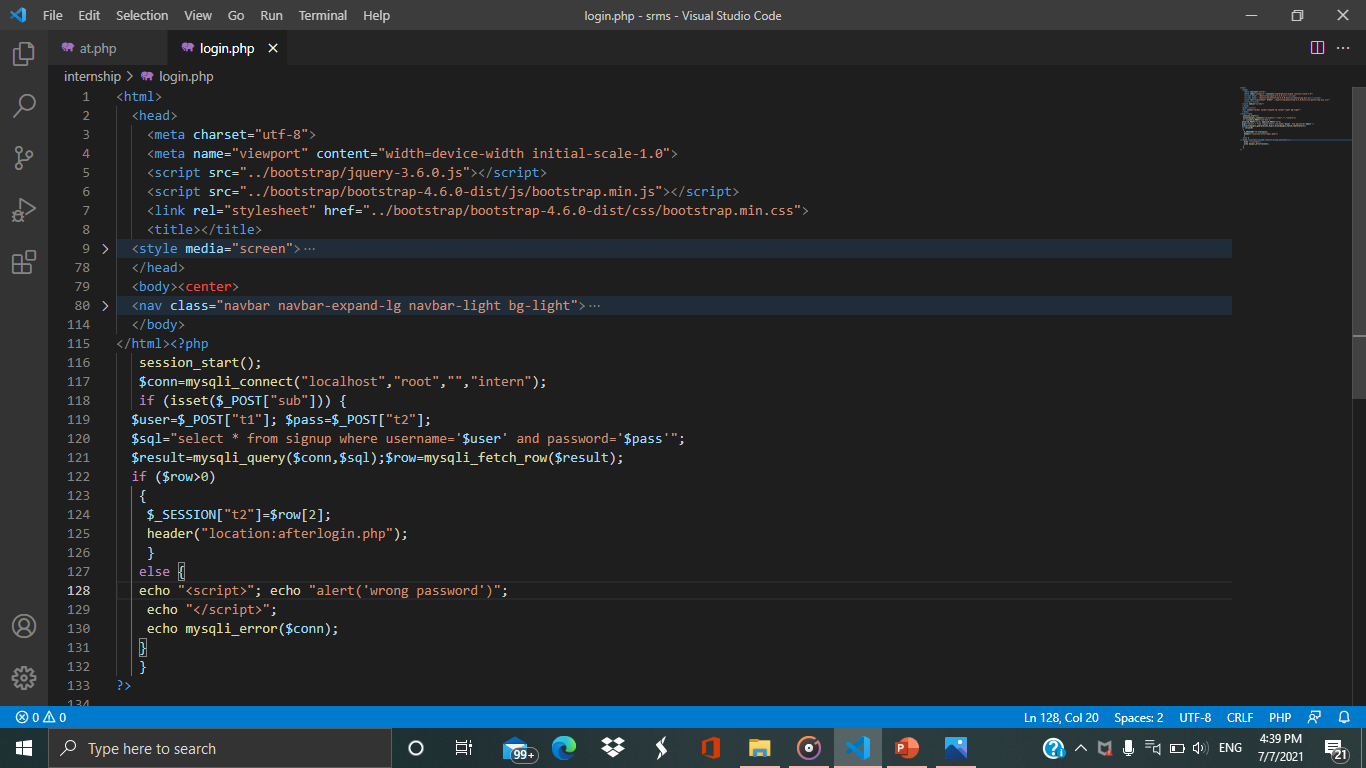 File Edit Selection View Go Run Terminal Help login.php - srms - Visual Studio Code
at.php login.php
internship > login.php
1 <html>
2 <head>
3 <meta charset="utf-8">
4 <meta name="viewport" content="width=device-width initial-scale-1.0">
5 <script src="../bootstrap/jquery-3.6.0.js"></script>
6 <script src="../bootstrap/bootstrap-4.6.0-dist/js/bootstrap.min.js"></script>
7 <link rel="stylesheet" href="../bootstrap/bootstrap-4.6.0-dist/css/bootstrap.min.css">
8 <title></title>
9 <style media="screen">…
78 </head>
79 <body><center>
80 <nav class="navbar navbar-expand-lg navbar-light bg-light">…
114 </body>
115 </html><?php
116 session_start();
117 $conn=mysqli_connect("localhost","root","","intern");
118 if (isset($_POST["sub"])) {
119 $user=$_POST["t1"]; $pass=$_POST["t2"];
120 $sql="select * from signup where username='$user' and password='$pass'";
121 $result=mysqli_query($conn,$sql);$row=mysqli_fetch_row($result);
122 if ($row>0)
123 {
124 $_SESSION["t2"]=$row[2];
125 header("location:afterlogin.php");
126 }
127 else {
128 echo "<script>"; echo "alert('wrong password')";
129 echo "</script>";
130 echo mysqli_error($conn);
131 }
132 }
133 ?>
134
0 0 Ln 128, Col 20 Spaces: 2 UTF-8 CRLF PHP
Type here to search 99+ ENG 4:39 PM
7/7/2021 21